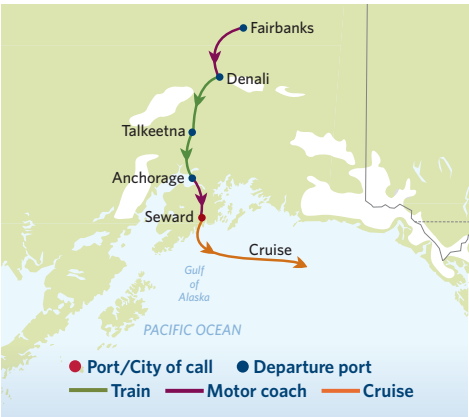 Fairbanks
Denali
Talkeetna
Anchorage
Seward
Cruise
Gulf
of
Alaska
PACIFIC OCEAN
Port/City of call Departure port
Train Motor coach Cruise